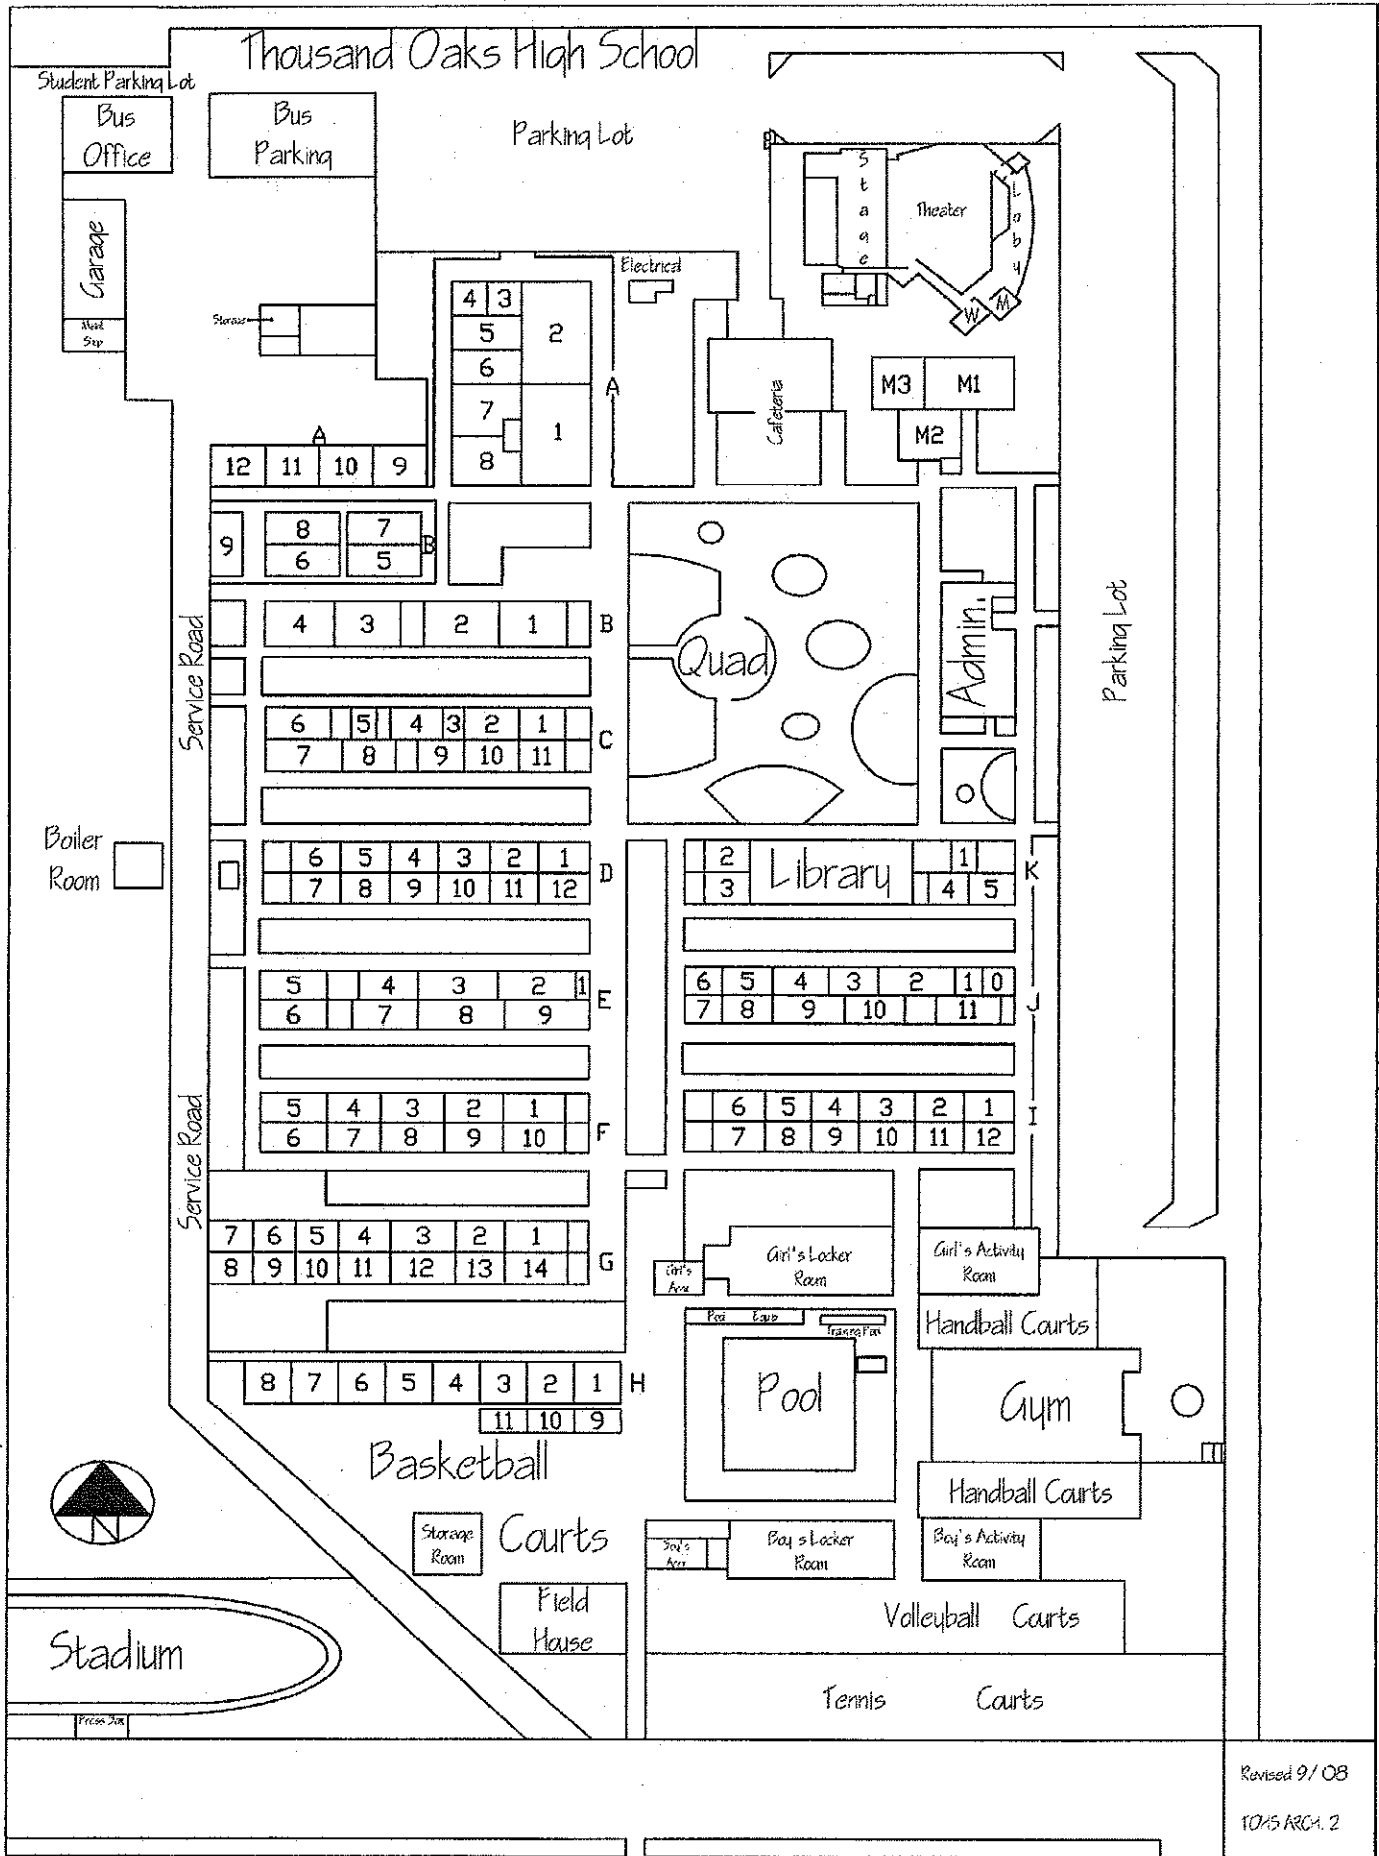 Thousand Oaks High School
Student Parking Lot
Bus
Office
Bus
Parking
Parking Lot
Stage
Theater
Lobby
W
M
Garage
Electrical
Storage
4 3
5 2
6
7 1
8
A
Cafeteria
M3 M1
M2
A
12 11 10 9
9 8 7
6 5
B
4 3 2 1 B
Quad
Admin.
Service Road
Parking Lot
6 5 4 3 2 1
7 8 9 10 11
C
Boiler
Room
6 5 4 3 2 1
7 8 9 10 11 12
D
2 Library 1
3 4 5
K
5 4 3 2 1
6 7 8 9
E
6 5 4 3 2 1 0
7 8 9 10 11
J
Service Road
5 4 3 2 1
6 7 8 9 10
F
6 5 4 3 2 1
7 8 9 10 11 12
I
7 6 5 4 3 2 1
8 9 10 11 12 13 14
G
Girl's Locker
Room
Girl's Activity
Room
Girl's
Handball Courts
Pool Equip
Pool
Gym
8 7 6 5 4 3 2 1 H
11 10 9
Basketball
Courts
Handball Courts
N
Storage
Room
Boy's Locker
Room
Boy's
Boy's Activity
Room
Field
House
Volleyball Courts
Stadium
Press Box
Tennis Courts
Revised 9/08
TOHS ARCH. 2